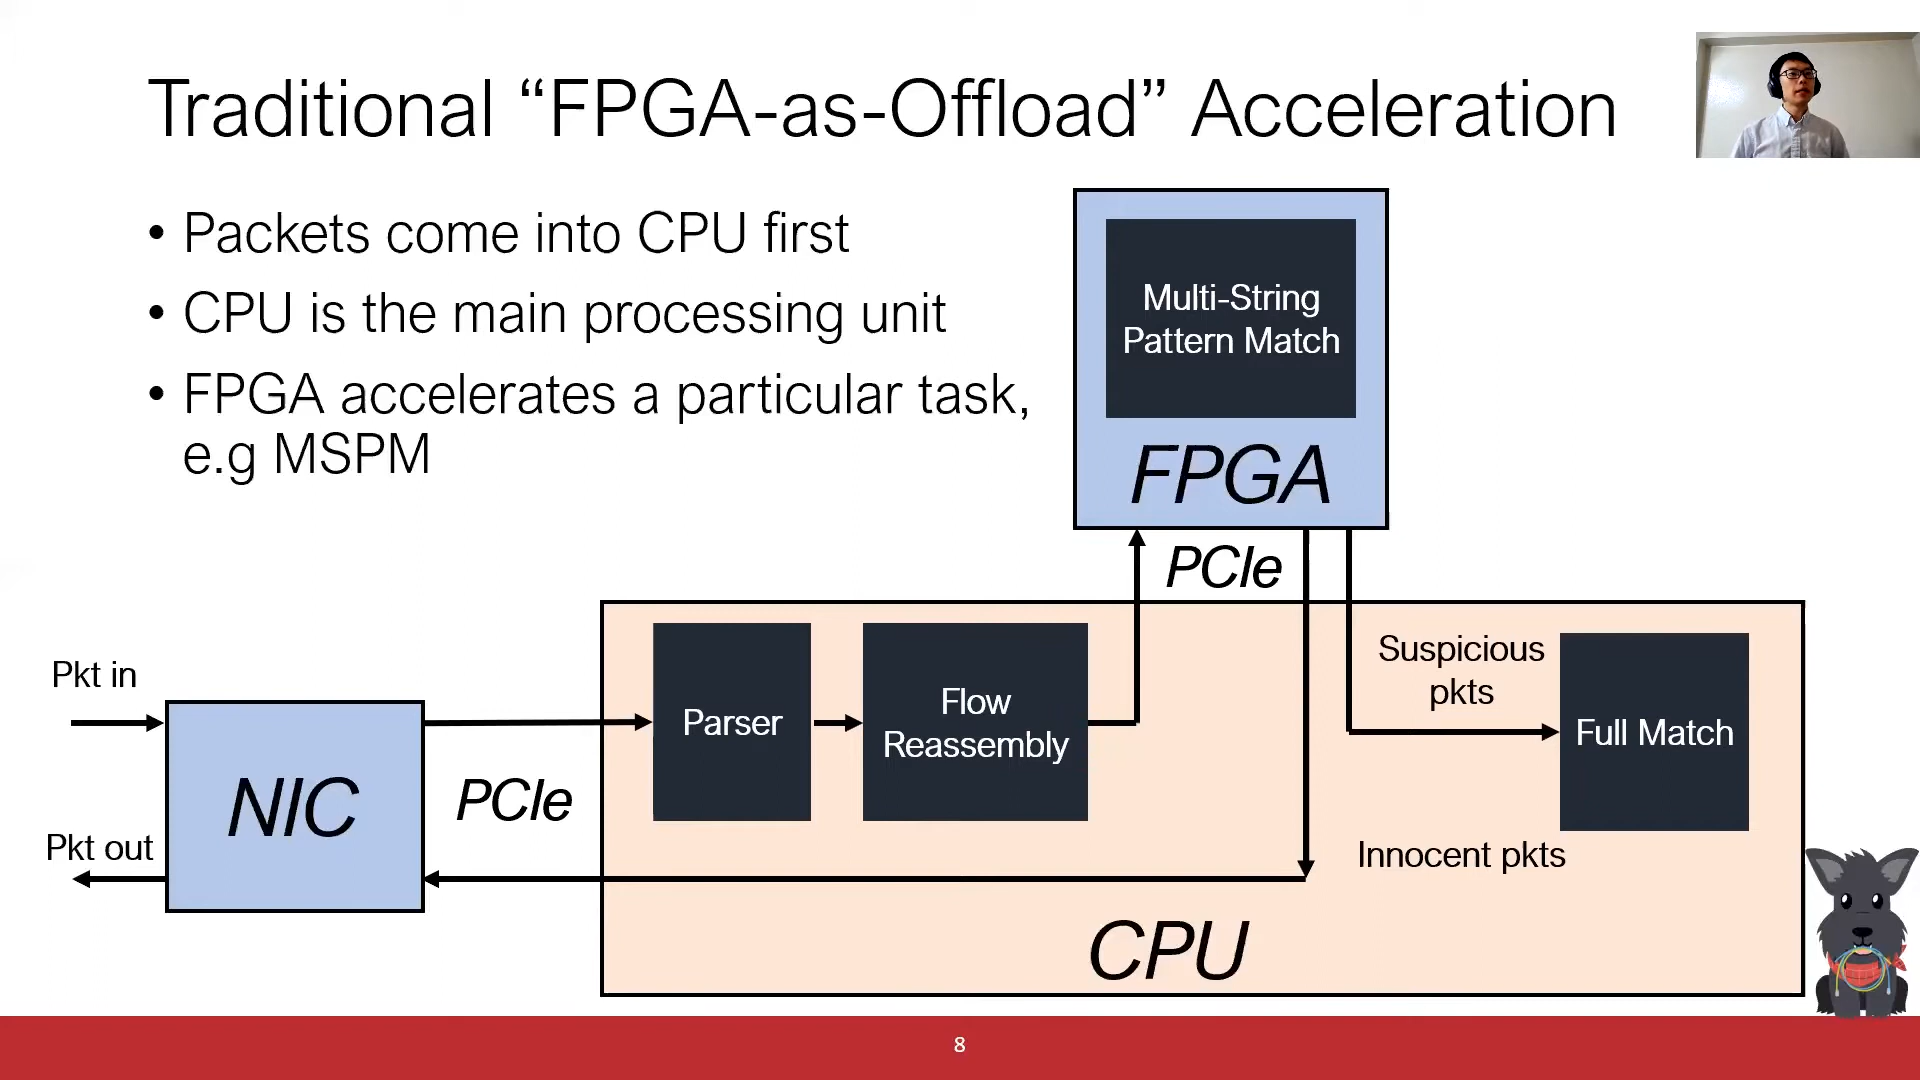 Traditional “FPGA-as-Offload” Acceleration
• Packets come into CPU first
• CPU is the main processing unit
• FPGA accelerates a particular task,
e.g MSPM
Multi-String
Pattern Match
FPGA
PCIe
Pkt in
NIC
Pkt out
PCIe
Parser
Flow
Reassembly
Suspicious
pkts
Full Match
Innocent pkts
CPU
8